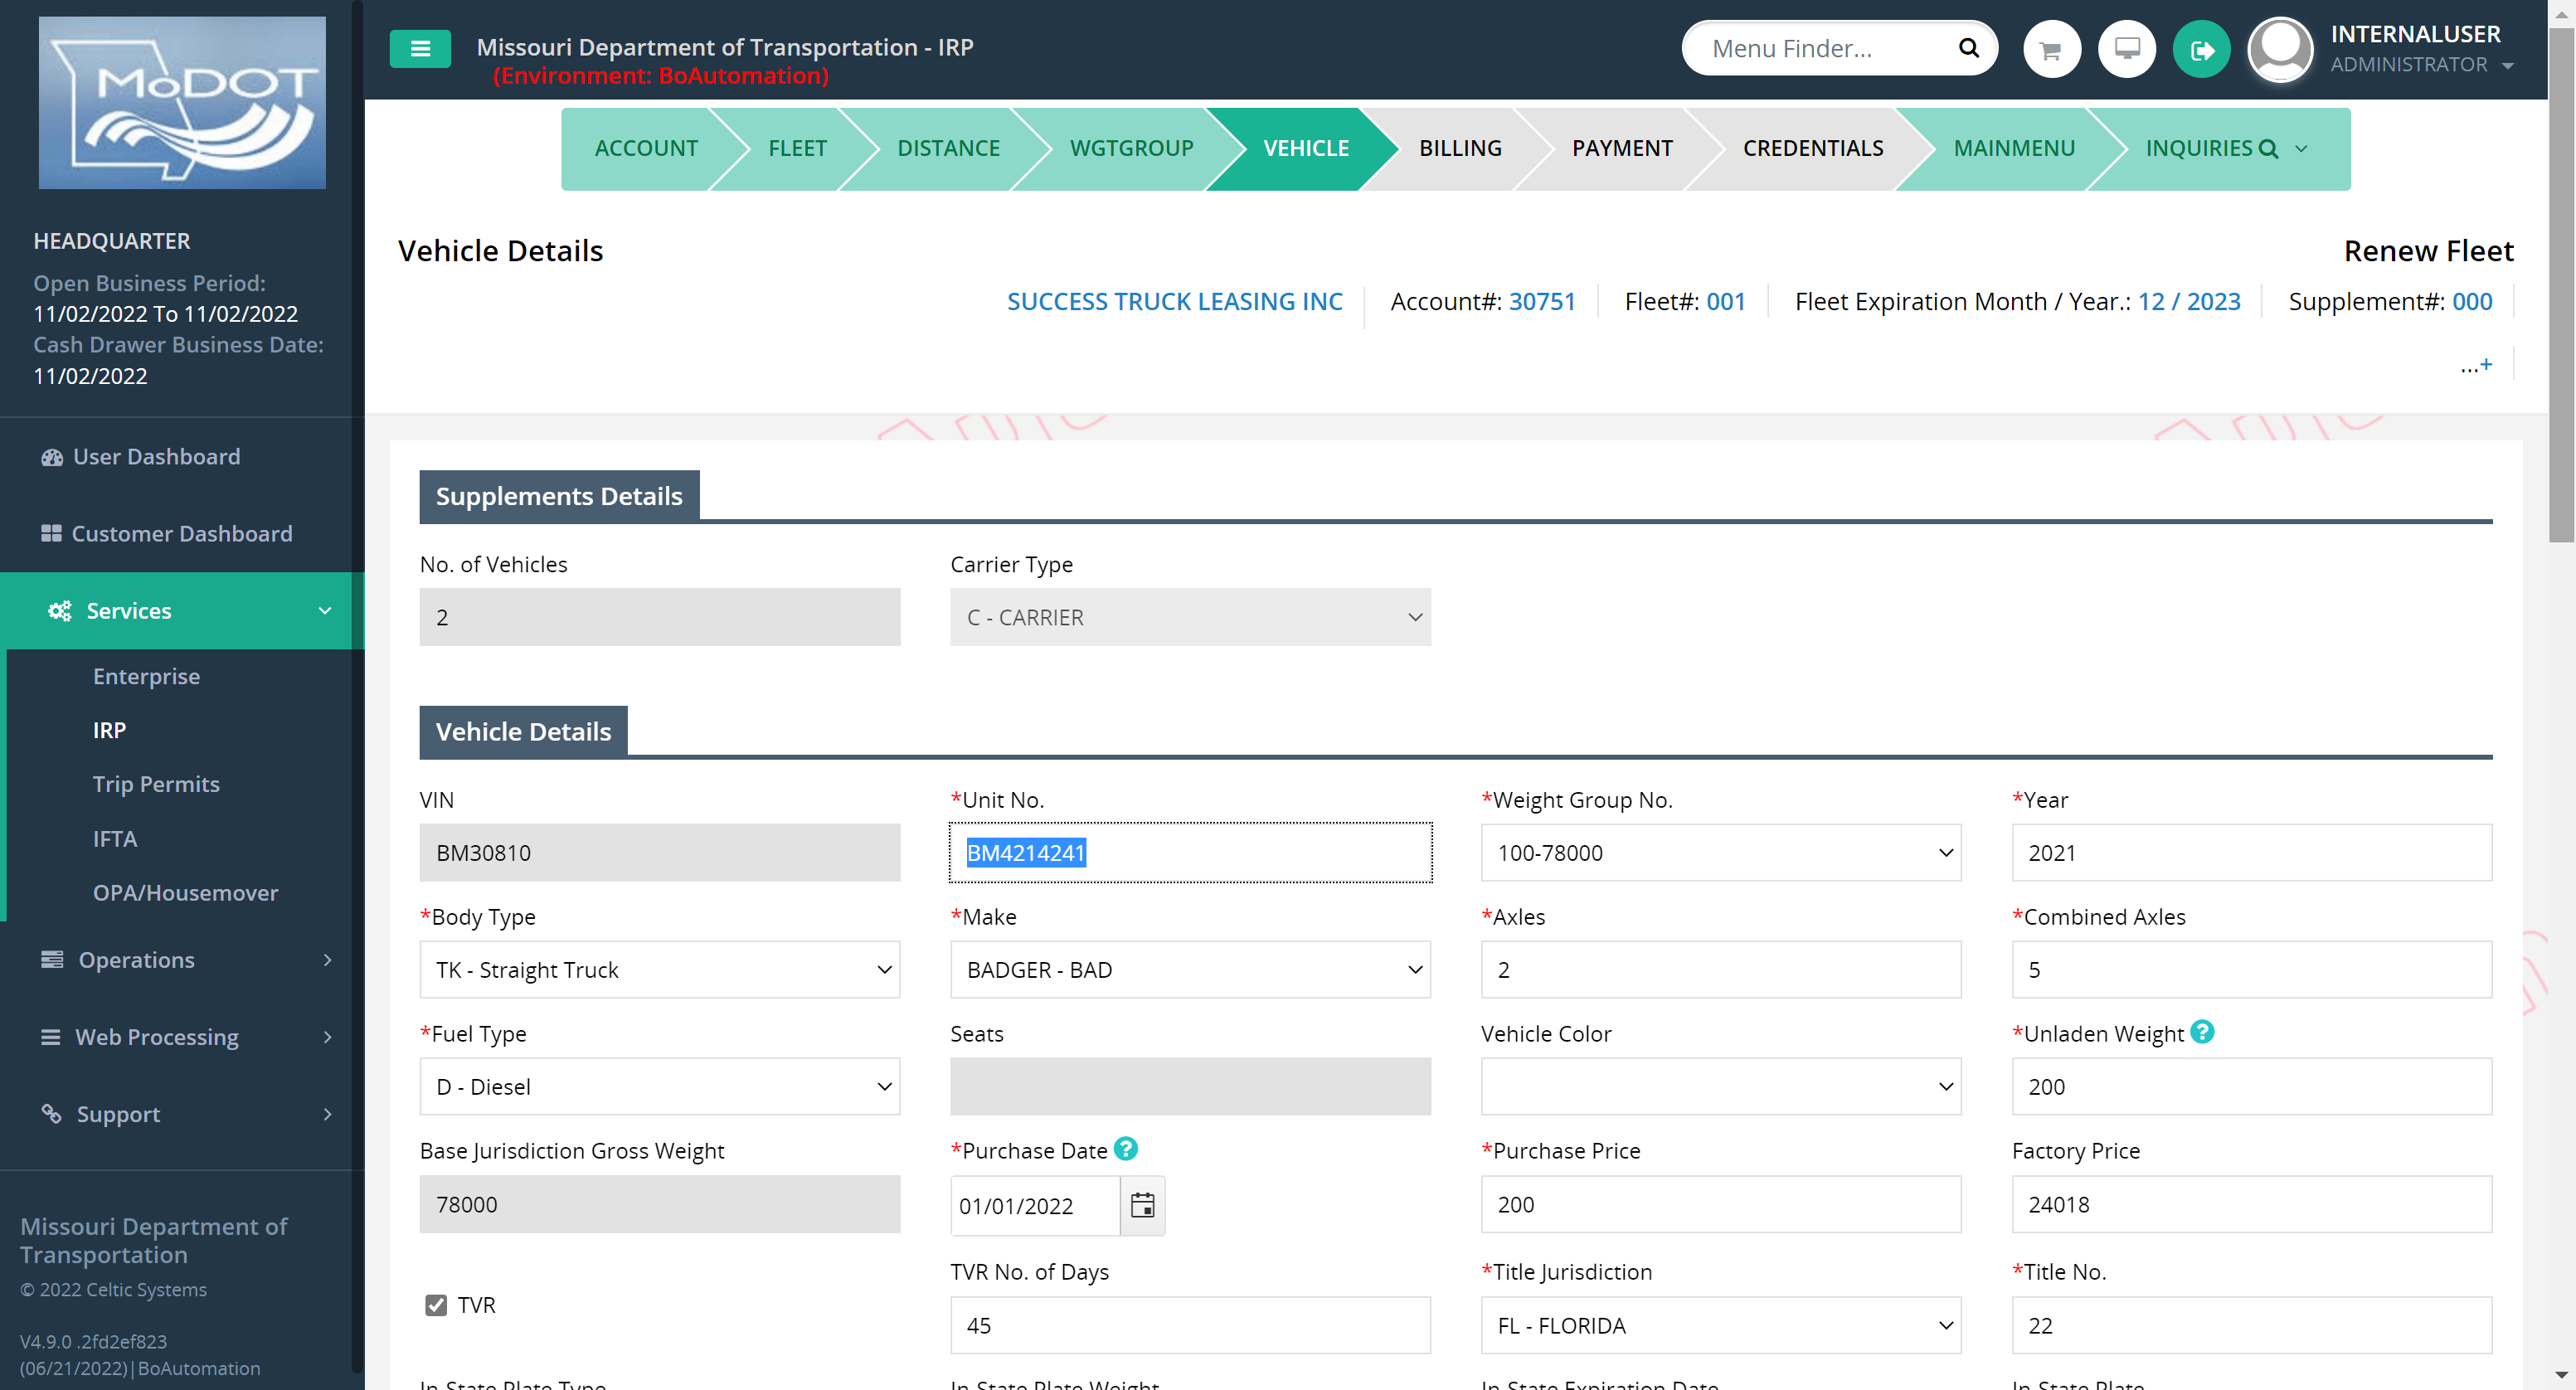 MoDOT
Missouri Department of Transportation - IRP
(Environment: BoAutomation)
Menu Finder...
INTERNALUSER
ADMINISTRATOR
ACCOUNT
FLEET
DISTANCE
WGTGROUP
VEHICLE
BILLING
PAYMENT
CREDENTIALS
MAINMENU
INQUIRIES
HEADQUARTER
Open Business Period:
11/02/2022 To 11/02/2022
Cash Drawer Business Date:
11/02/2022
User Dashboard
Customer Dashboard
Services
Enterprise
IRP
Trip Permits
IFTA
OPA/Housemover
Operations
Web Processing
Support
Missouri Department of
Transportation
© 2022 Celtic Systems
V4.9.0 .2fd2ef823
(06/21/2022)|BoAutomation
Vehicle Details
Renew Fleet
SUCCESS TRUCK LEASING INC
Account#: 30751
Fleet#: 001
Fleet Expiration Month / Year.: 12 / 2023
Supplement#: 000
...+
Supplements Details
No. of Vehicles
Carrier Type
2
C - CARRIER
Vehicle Details
VIN
*Unit No.
*Weight Group No.
*Year
BM30810
BM4214241
100-78000
2021
*Body Type
*Make
*Axles
*Combined Axles
TK - Straight Truck
BADGER - BAD
2
5
*Fuel Type
Seats
Vehicle Color
*Unladen Weight ?
D - Diesel
200
Base Jurisdiction Gross Weight
*Purchase Date ?
*Purchase Price
Factory Price
78000
01/01/2022
200
24018
TVR
TVR No. of Days
*Title Jurisdiction
*Title No.
45
FL - FLORIDA
22
In State Plate Type
In State Plate Weight
In State Expiration Date
In State Plate